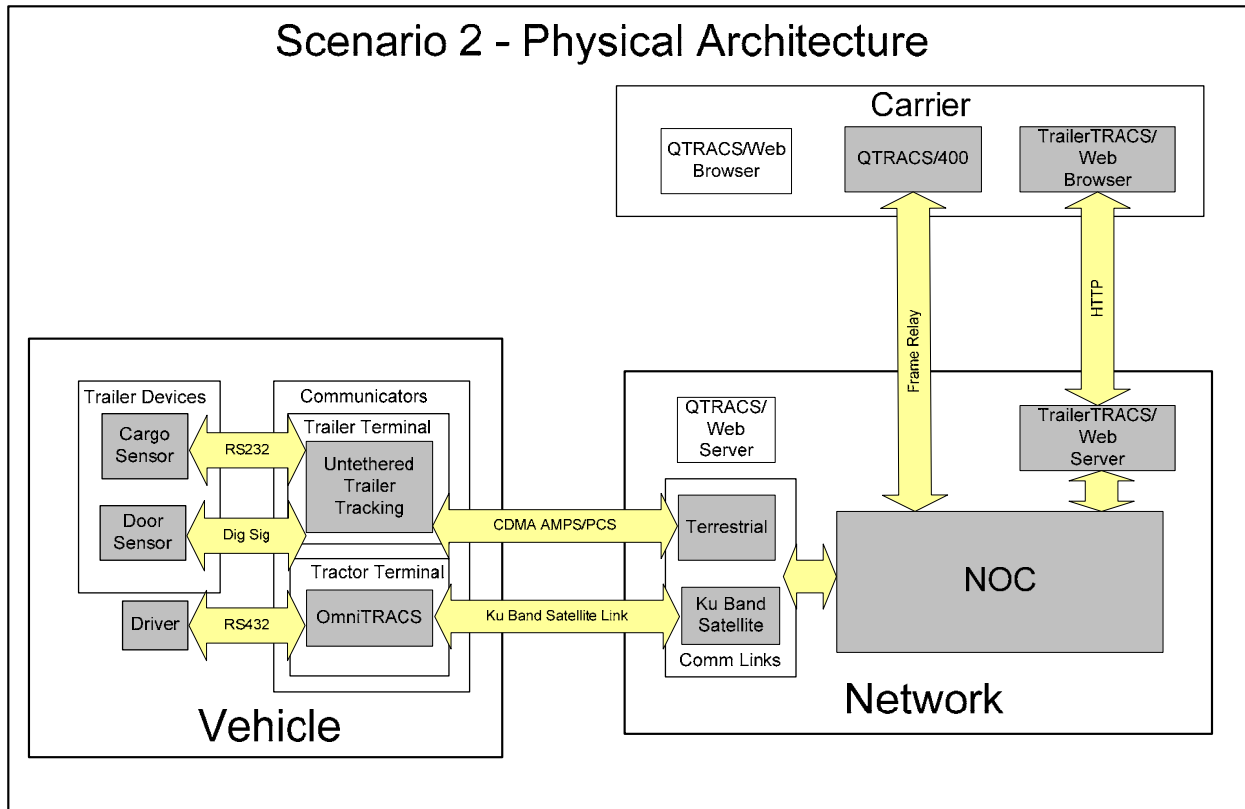 Scenario 2 - Physical Architecture
Carrier
QTRACS/Web
Browser
QTRACS/400
TrailerTRACS/
Web
Browser
Frame Relay
HTTP
Trailer Devices
Cargo
Sensor
Door
Sensor
Driver
RS232
Dig Sig
RS432
Communicators
Trailer Terminal
Untethered
Trailer
Tracking
Tractor Terminal
OmniTRACS
Vehicle
CDMA AMPS/PCS
Ku Band Satellite Link
QTRACS/
Web
Server
TrailerTRACS/
Web
Server
Terrestrial
Ku Band
Satellite
Comm Links
NOC
Network